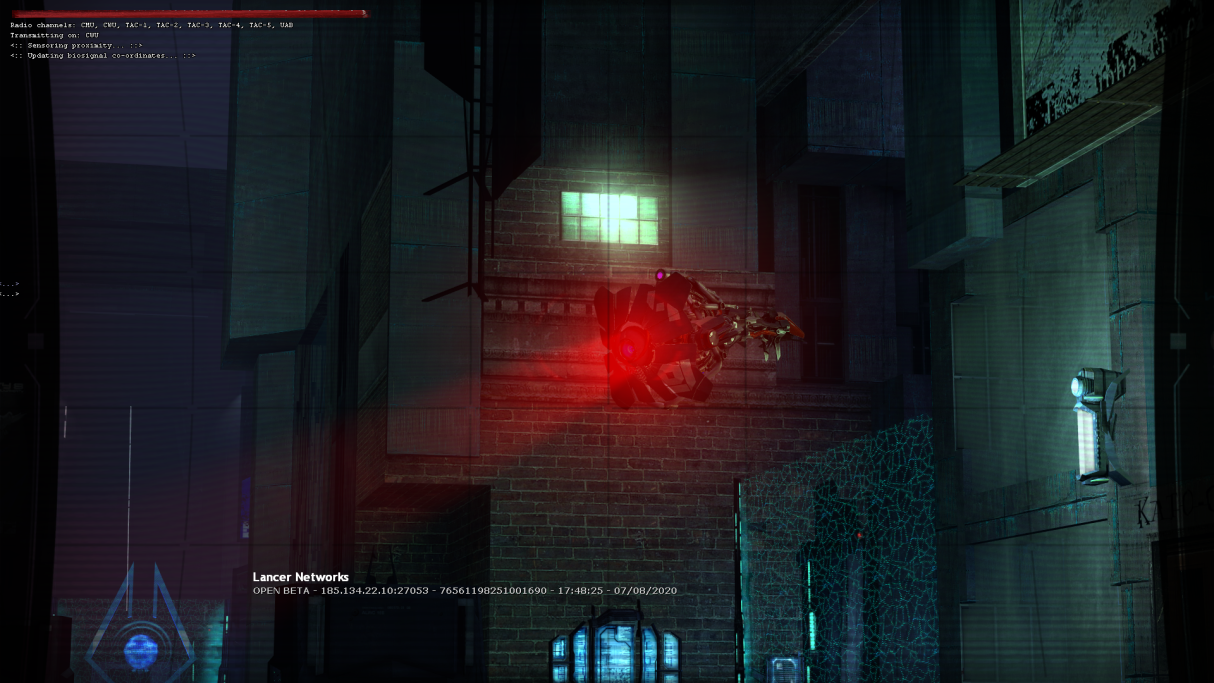 Radio channels: CMU, CWU, TAC-1, TAC-2, TAC-3, TAC-4, TAC-5, UAD
Transmitting on: CWU
<:: Sensoring proximity... ::>
<:: Updating biosignal co-ordinates... ::>
...>
...>
Lancer Networks
OPEN BETA - 185.134.22.10:27053 - 76561198251001690 - 17:48:25 - 07/08/2020